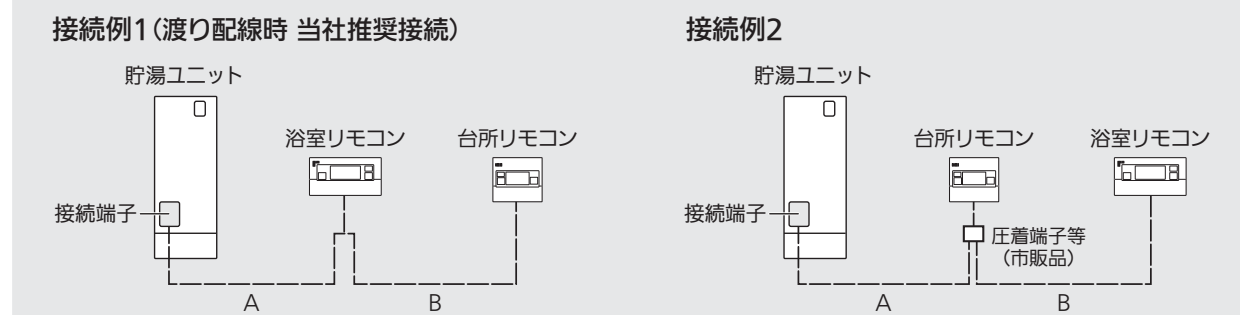 接続例1（渡り配線時 当社推奨接続）
貯湯ユニット
浴室リモコン
台所リモコン
接続端子
A
B
接続例2
貯湯ユニット
台所リモコン
浴室リモコン
接続端子
圧着端子等
（市販品）
A
B